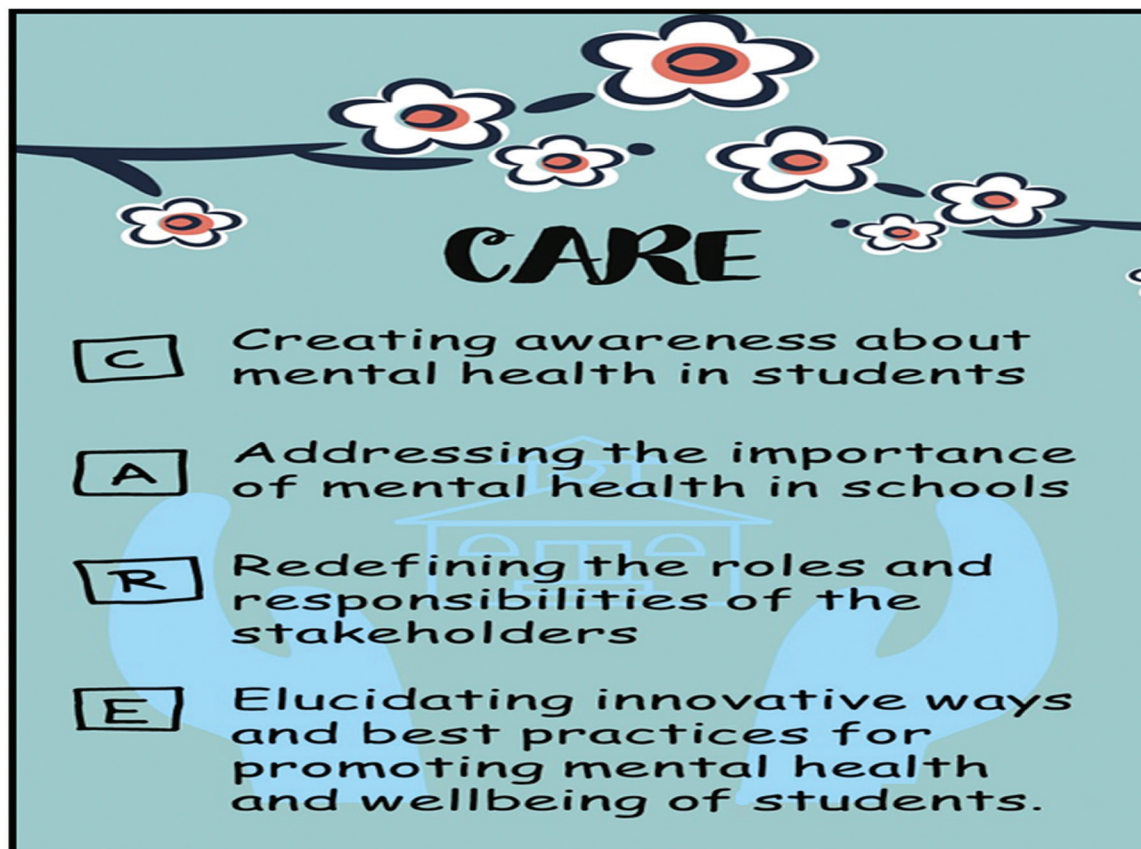 CARE
C
Creating awareness about
mental health in students
A
Addressing the importance
of mental health in schools
R
Redefining the roles and
responsibilities of the
stakeholders
E
Elucidating innovative ways
and best practices for
promoting mental health
and wellbeing of students.